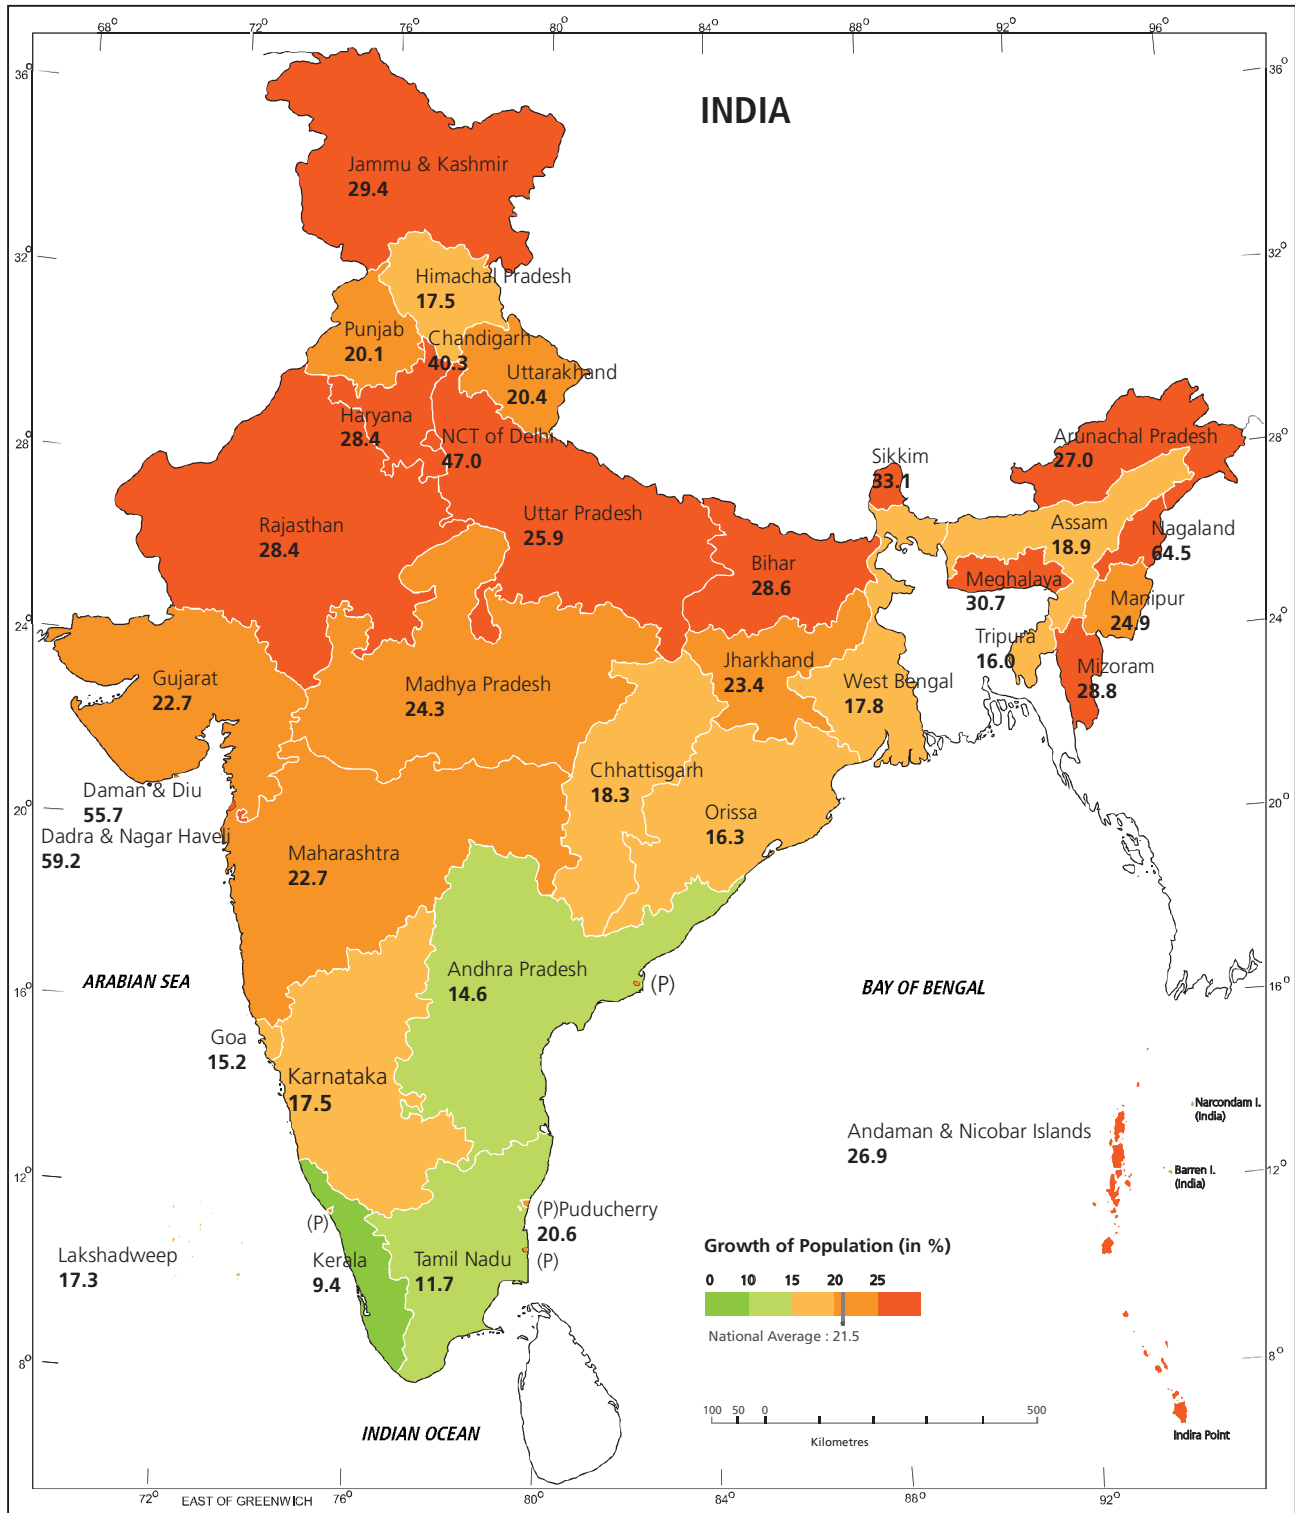 68° 72° 76° 80° 84° 88° 92° 96°
36° 36°
INDIA
Jammu & Kashmir
29.4
32° 32°
Himachal Pradesh
17.5
Punjab
20.1
Chandigarh
40.3
Uttarakhand
20.4
Haryana
28.4
NCT of Delhi
47.0
28° 28°
Arunachal Pradesh
27.0
Sikkim
33.1
Rajasthan
28.4
Uttar Pradesh
25.9
Assam
18.9
Nagaland
64.5
Bihar
28.6
Meghalaya
30.7
Manipur
24.9
24° 24°
Tripura
16.0
Mizoram
28.8
Gujarat
22.7
Madhya Pradesh
24.3
Jharkhand
23.4
West Bengal
17.8
Chhattisgarh
18.3
Daman & Diu
55.7
20° 20°
Orissa
16.3
Dadra & Nagar Haveli
59.2
Maharashtra
22.7
Andhra Pradesh
14.6
ARABIAN SEA
(P)
BAY OF BENGAL
16° 16°
Goa
15.2
Karnataka
17.5
Narcondam I.
(India)
Andaman & Nicobar Islands
26.9
12° 12°
Barren I.
(India)
(P)
(P)Puducherry
20.6
Lakshadweep
17.3
Kerala
9.4
Tamil Nadu
11.7
(P)
Growth of Population (in %)
0 10 15 20 25
National Average : 21.5
8° 8°
100 50 0 500
Kilometres
INDIAN OCEAN
Indira Point
72° EAST OF GREENWICH 76° 80° 84° 88° 92°